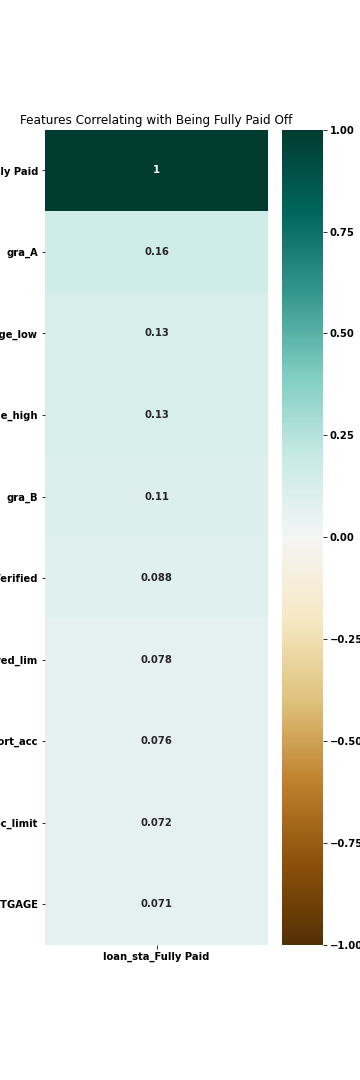 Features Correlating with Being Fully Paid Off
ly Paid
1
gra_A
0.16
ge_low
0.13
e_high
0.13
gra_B
0.11
erified
0.088
ed_lim
0.078
ort_acc
0.076
c_limit
0.072
TGAGE
0.071
loan_sta_Fully Paid
1.00
0.75
0.50
0.25
0.00
−0.25
−0.50
−0.75
−1.00